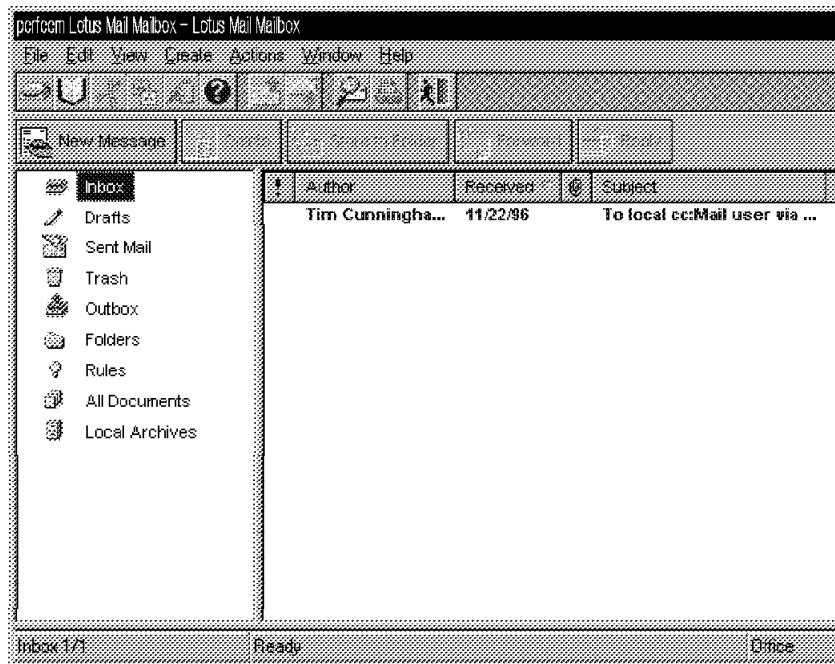 perfecm Lotus Mail Mailbox – Lotus Mail Mailbox
File Edit View Create Actions Window Help
New Message Forward
Inbox
Drafts
Sent Mail
Trash
Outbox
Folders
Rules
All Documents
Local Archives
! Author Received Subject
Tim Cunningha... 11/22/96 To local cc:Mail user via ...
Inbox 1/1 Ready Office